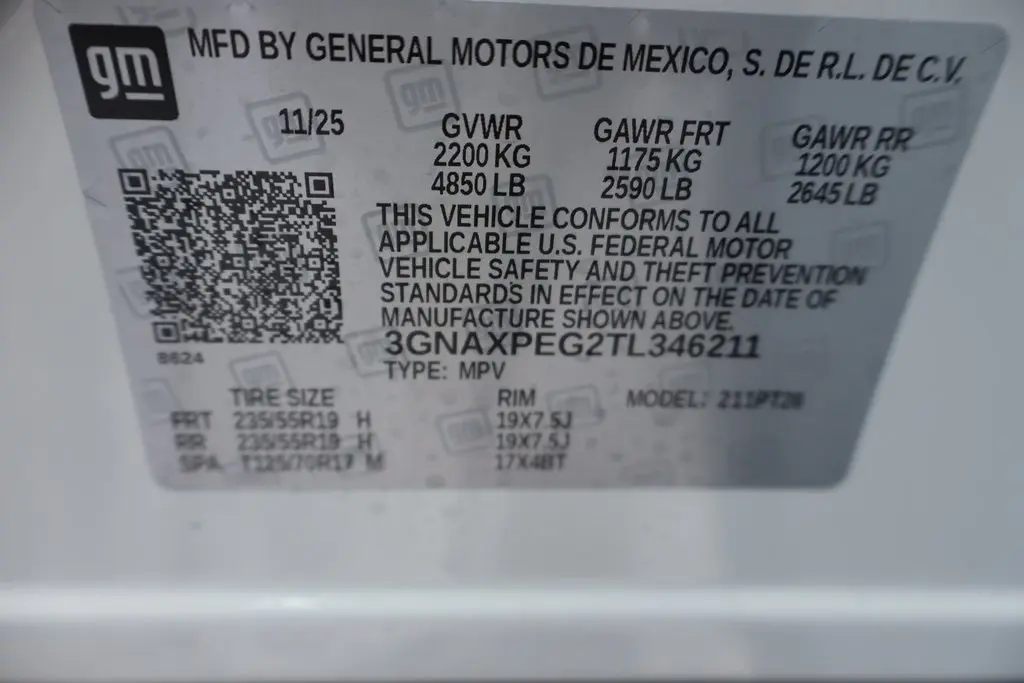 gm MFD BY GENERAL MOTORS DE MEXICO, S. DE R.L. DE C.V.
11/25 GVWR GAWR FRT GAWR RR
2200 KG 1175 KG 1200 KG
4850 LB 2590 LB 2645 LB
THIS VEHICLE CONFORMS TO ALL
APPLICABLE U.S. FEDERAL MOTOR
VEHICLE SAFETY AND THEFT PREVENTION
STANDARDS IN EFFECT ON THE DATE OF
MANUFACTURE SHOWN ABOVE.
3GNAXPEG2TL346211
8624
TYPE: MPV
TIRE SIZE RIM MODEL: 211PT26
FRT 235/55R19 H 19X7.5J
RR 235/55R19 H 19X7.5J
SPA T125/70R17 M 17X4BT